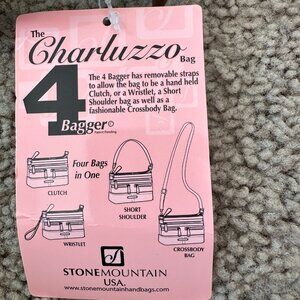 The
Charluzzo
Bag
4
Bagger©
Patent Pending
The 4 Bagger has removable straps
to allow the bag to be a hand held
Clutch, or a Wristlet, a Short
Shoulder bag as well as a
fashionable Crossbody Bag.
Four Bags
in One
CLUTCH
SHORT
SHOULDER
WRISTLET
CROSSBODY
BAG
STONEMOUNTAIN
USA.
www.stonemountainhandbags.com